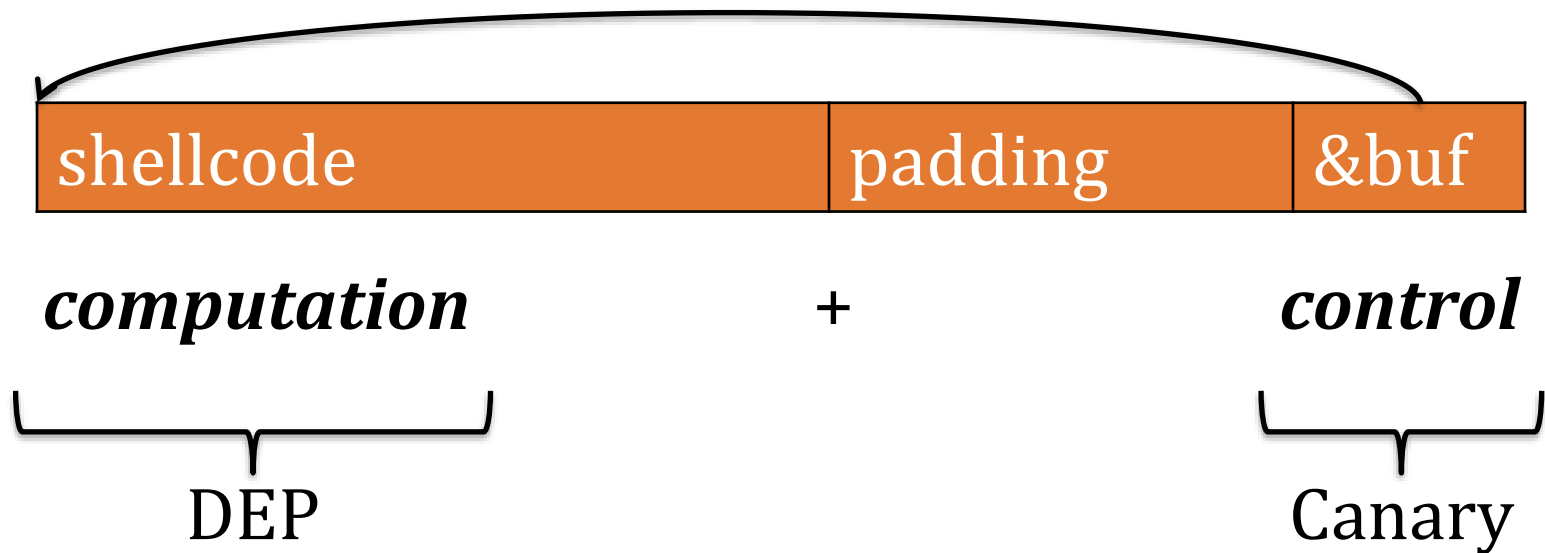 shellcode padding &buf
computation + control
DEP Canary